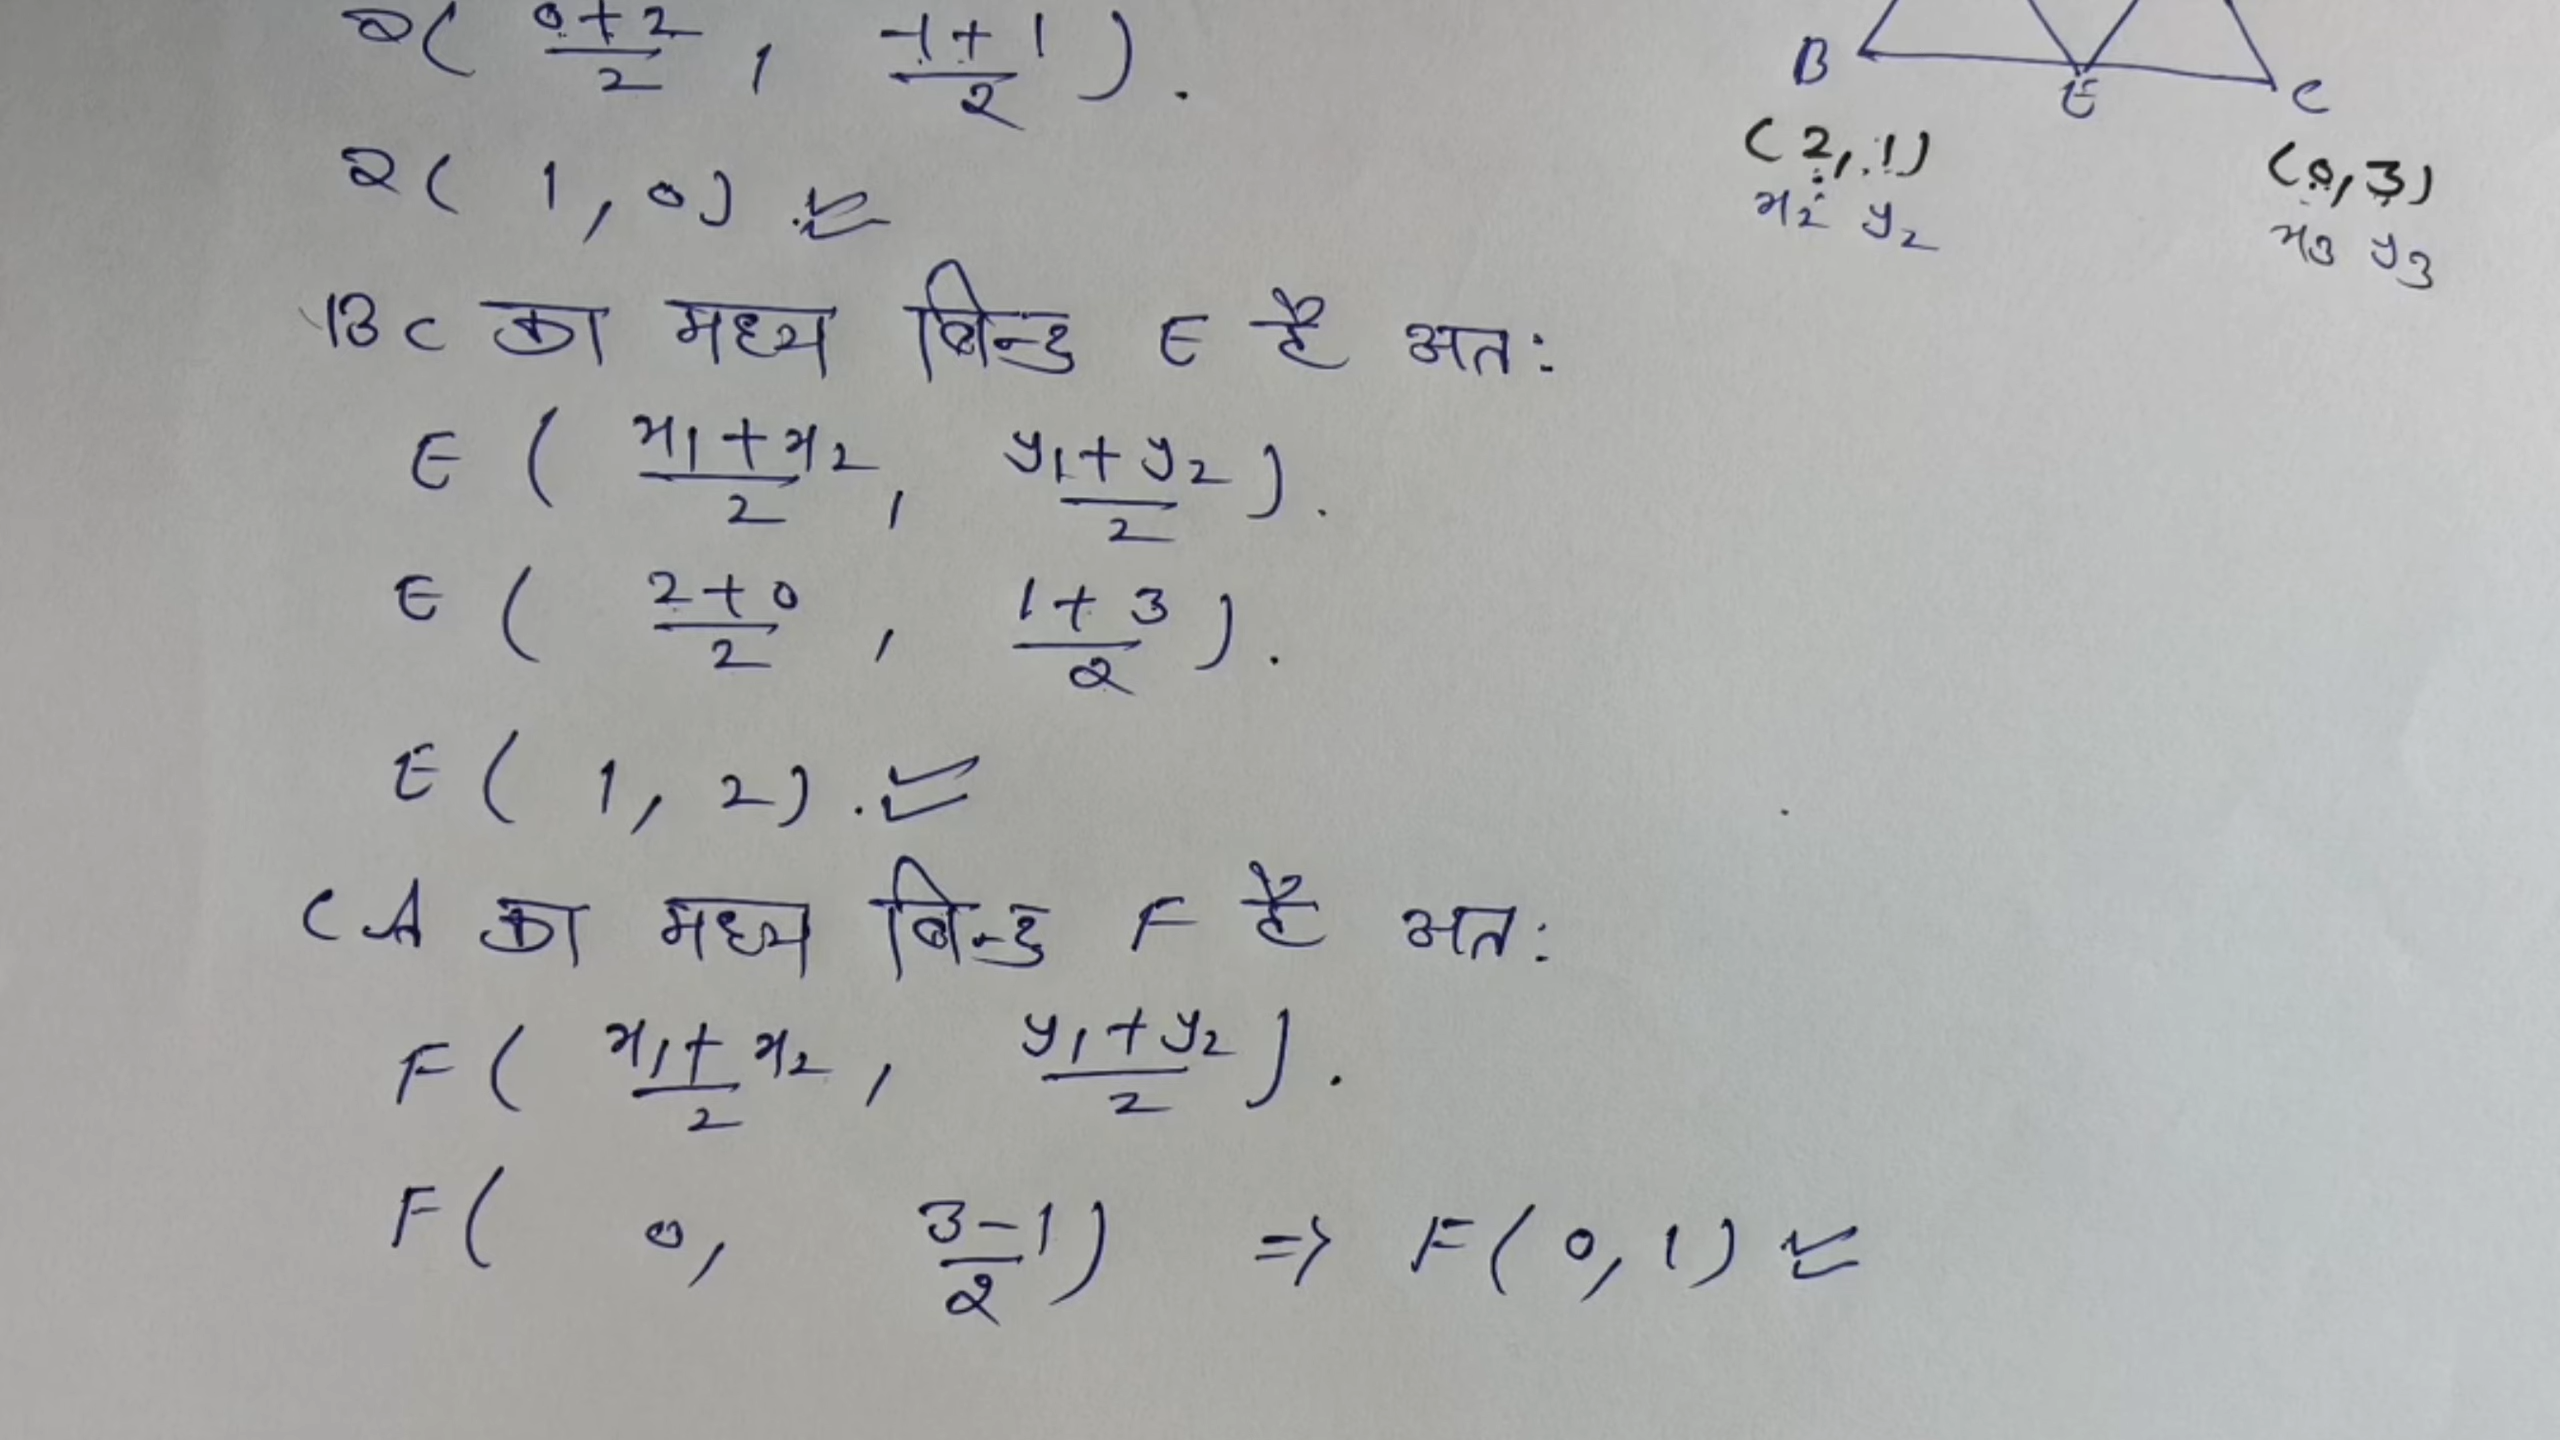 D( 0+2/2 , -1+1/2 ).
D( 1, 0)
BC का मध्य बिन्दु E है अतः
E ( x1+x2/2 , y1+y2/2 ).
E ( 2+0/2 , 1+3/2 ).
E ( 1, 2).
CA का मध्य बिन्दु F है अतः
F( x1+x2/2 , y1+y2/2 ).
F( 0, 3-1/2 ) => F( 0, 1)
B E C
(2, 1) (0, 3)
x2 y2 x3 y3